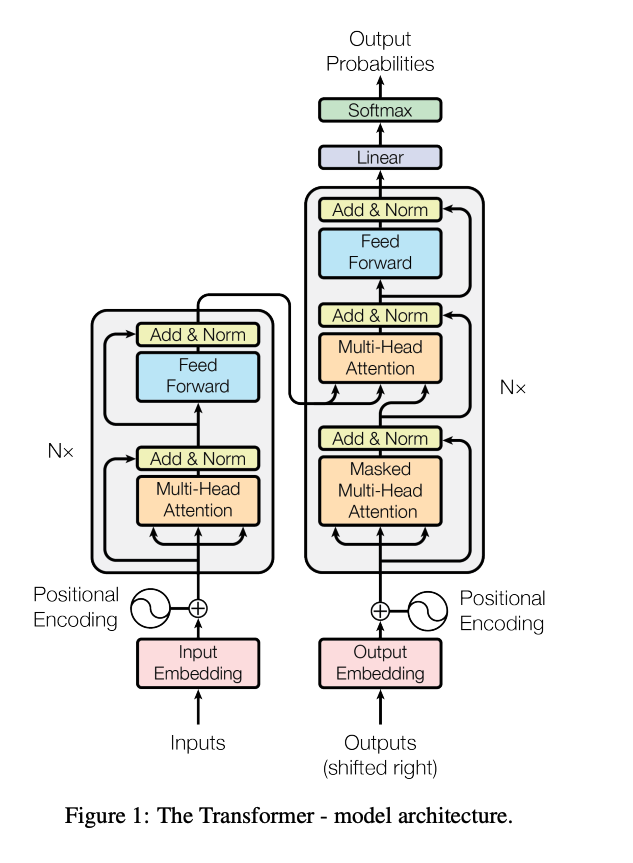 Output
Probabilities
Softmax
Linear
Add & Norm
Feed
Forward
Add & Norm
Multi-Head
Attention
Add & Norm
Masked
Multi-Head
Attention
N×
Add & Norm
Feed
Forward
Add & Norm
Multi-Head
Attention
N×
Positional
Encoding
Positional
Encoding
Input
Embedding
Output
Embedding
Inputs
Outputs
(shifted right)
Figure 1: The Transformer - model architecture.